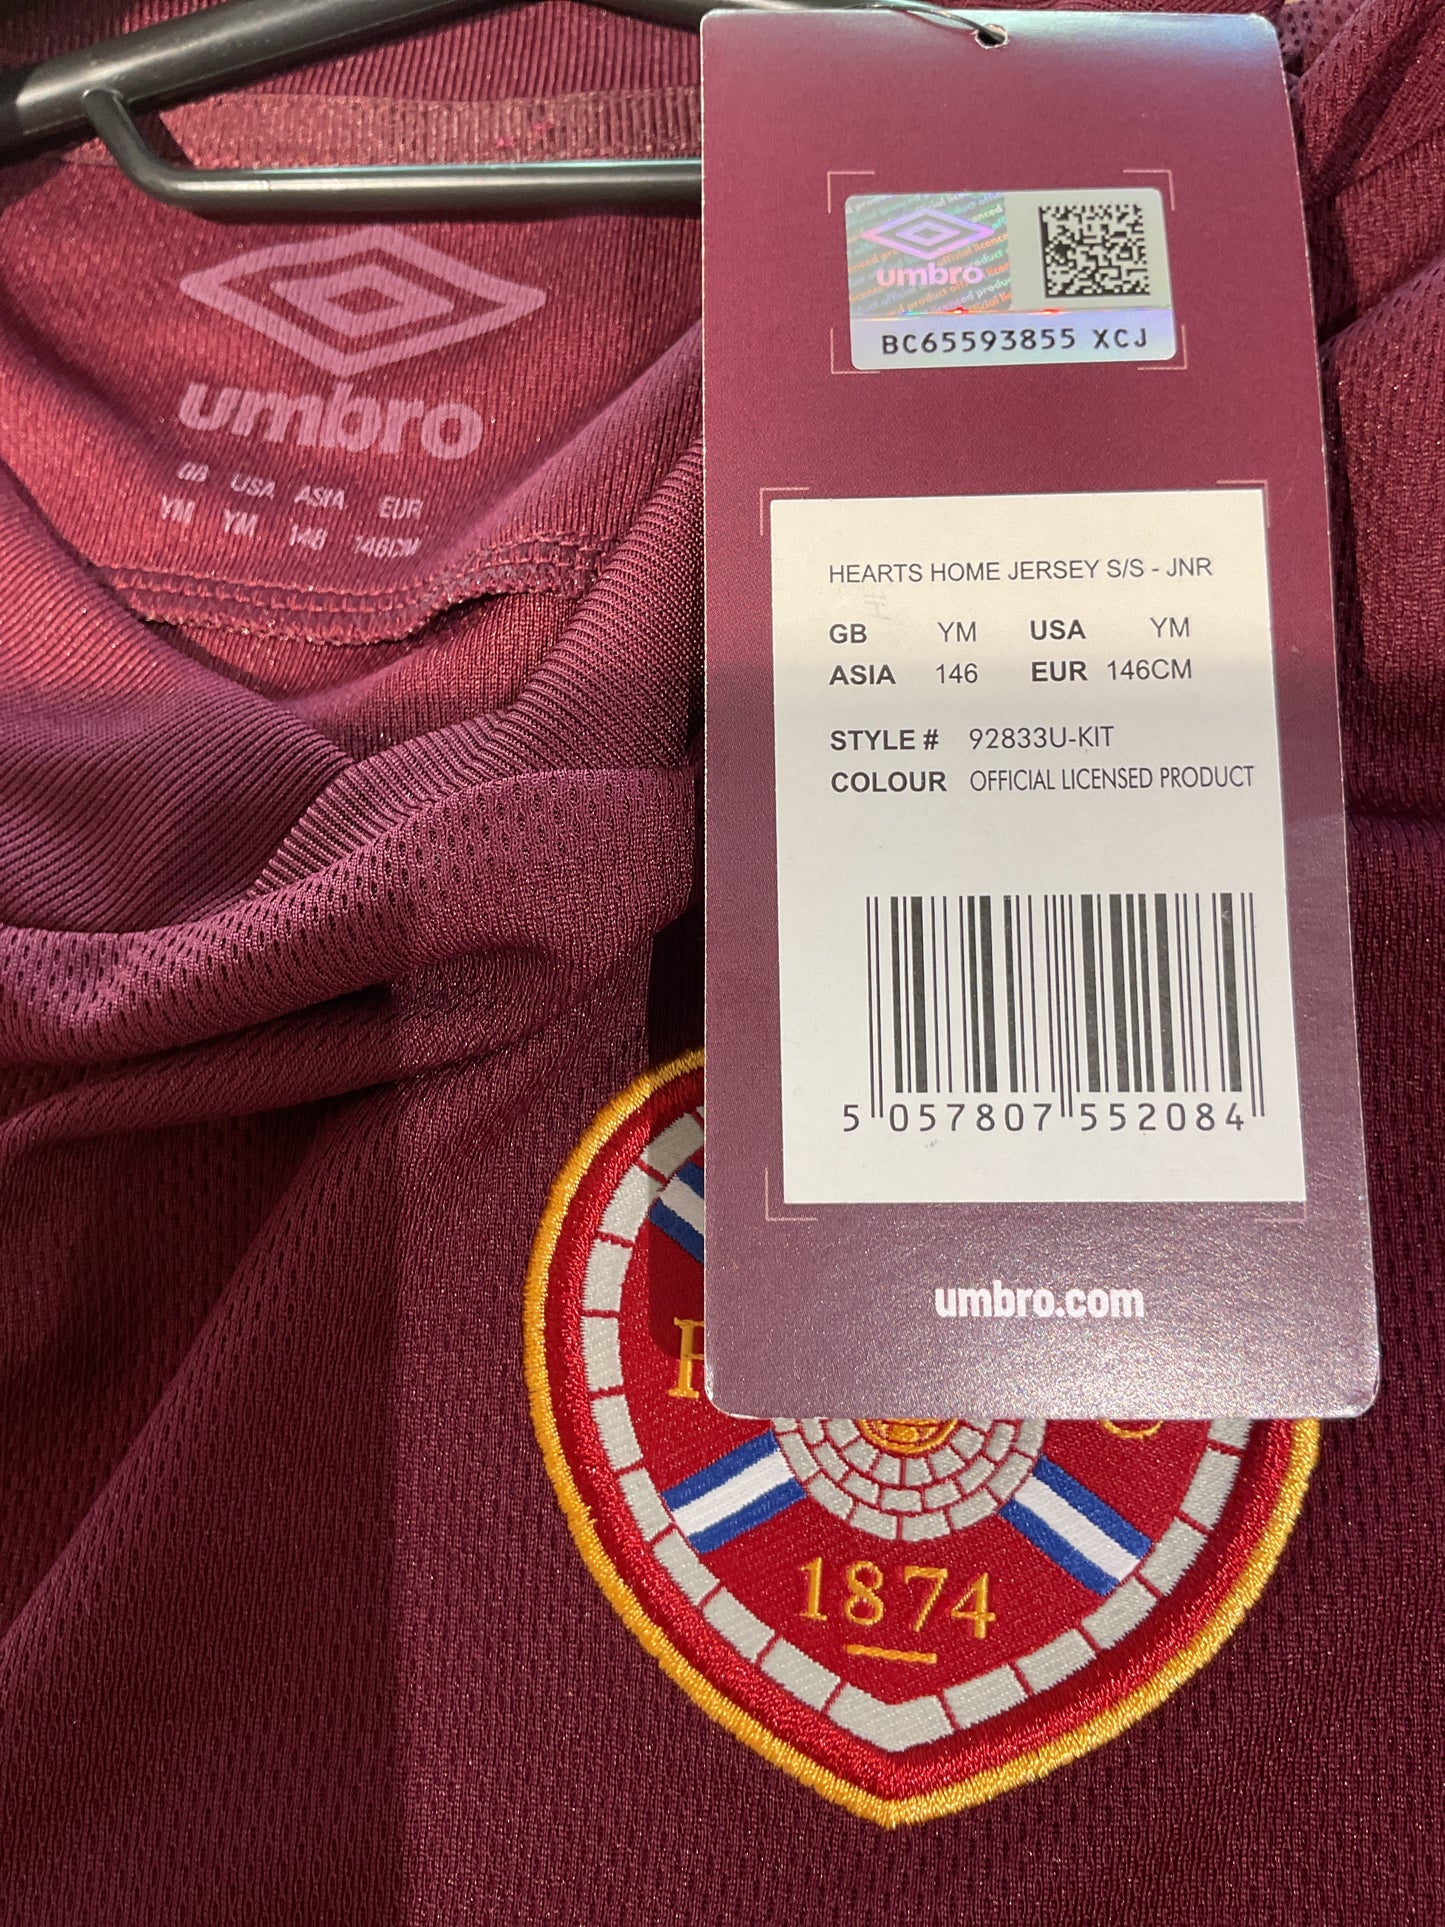 umbro
GB USA ASIA EUR
YM YM 146 146CM
umbro
BC65593855 XCJ
HEARTS HOME JERSEY S/S - JNR
GB YM USA YM
ASIA 146 EUR 146CM
STYLE # 92833U-KIT
COLOUR OFFICIAL LICENSED PRODUCT
5 057807 552084
umbro.com
H
1874